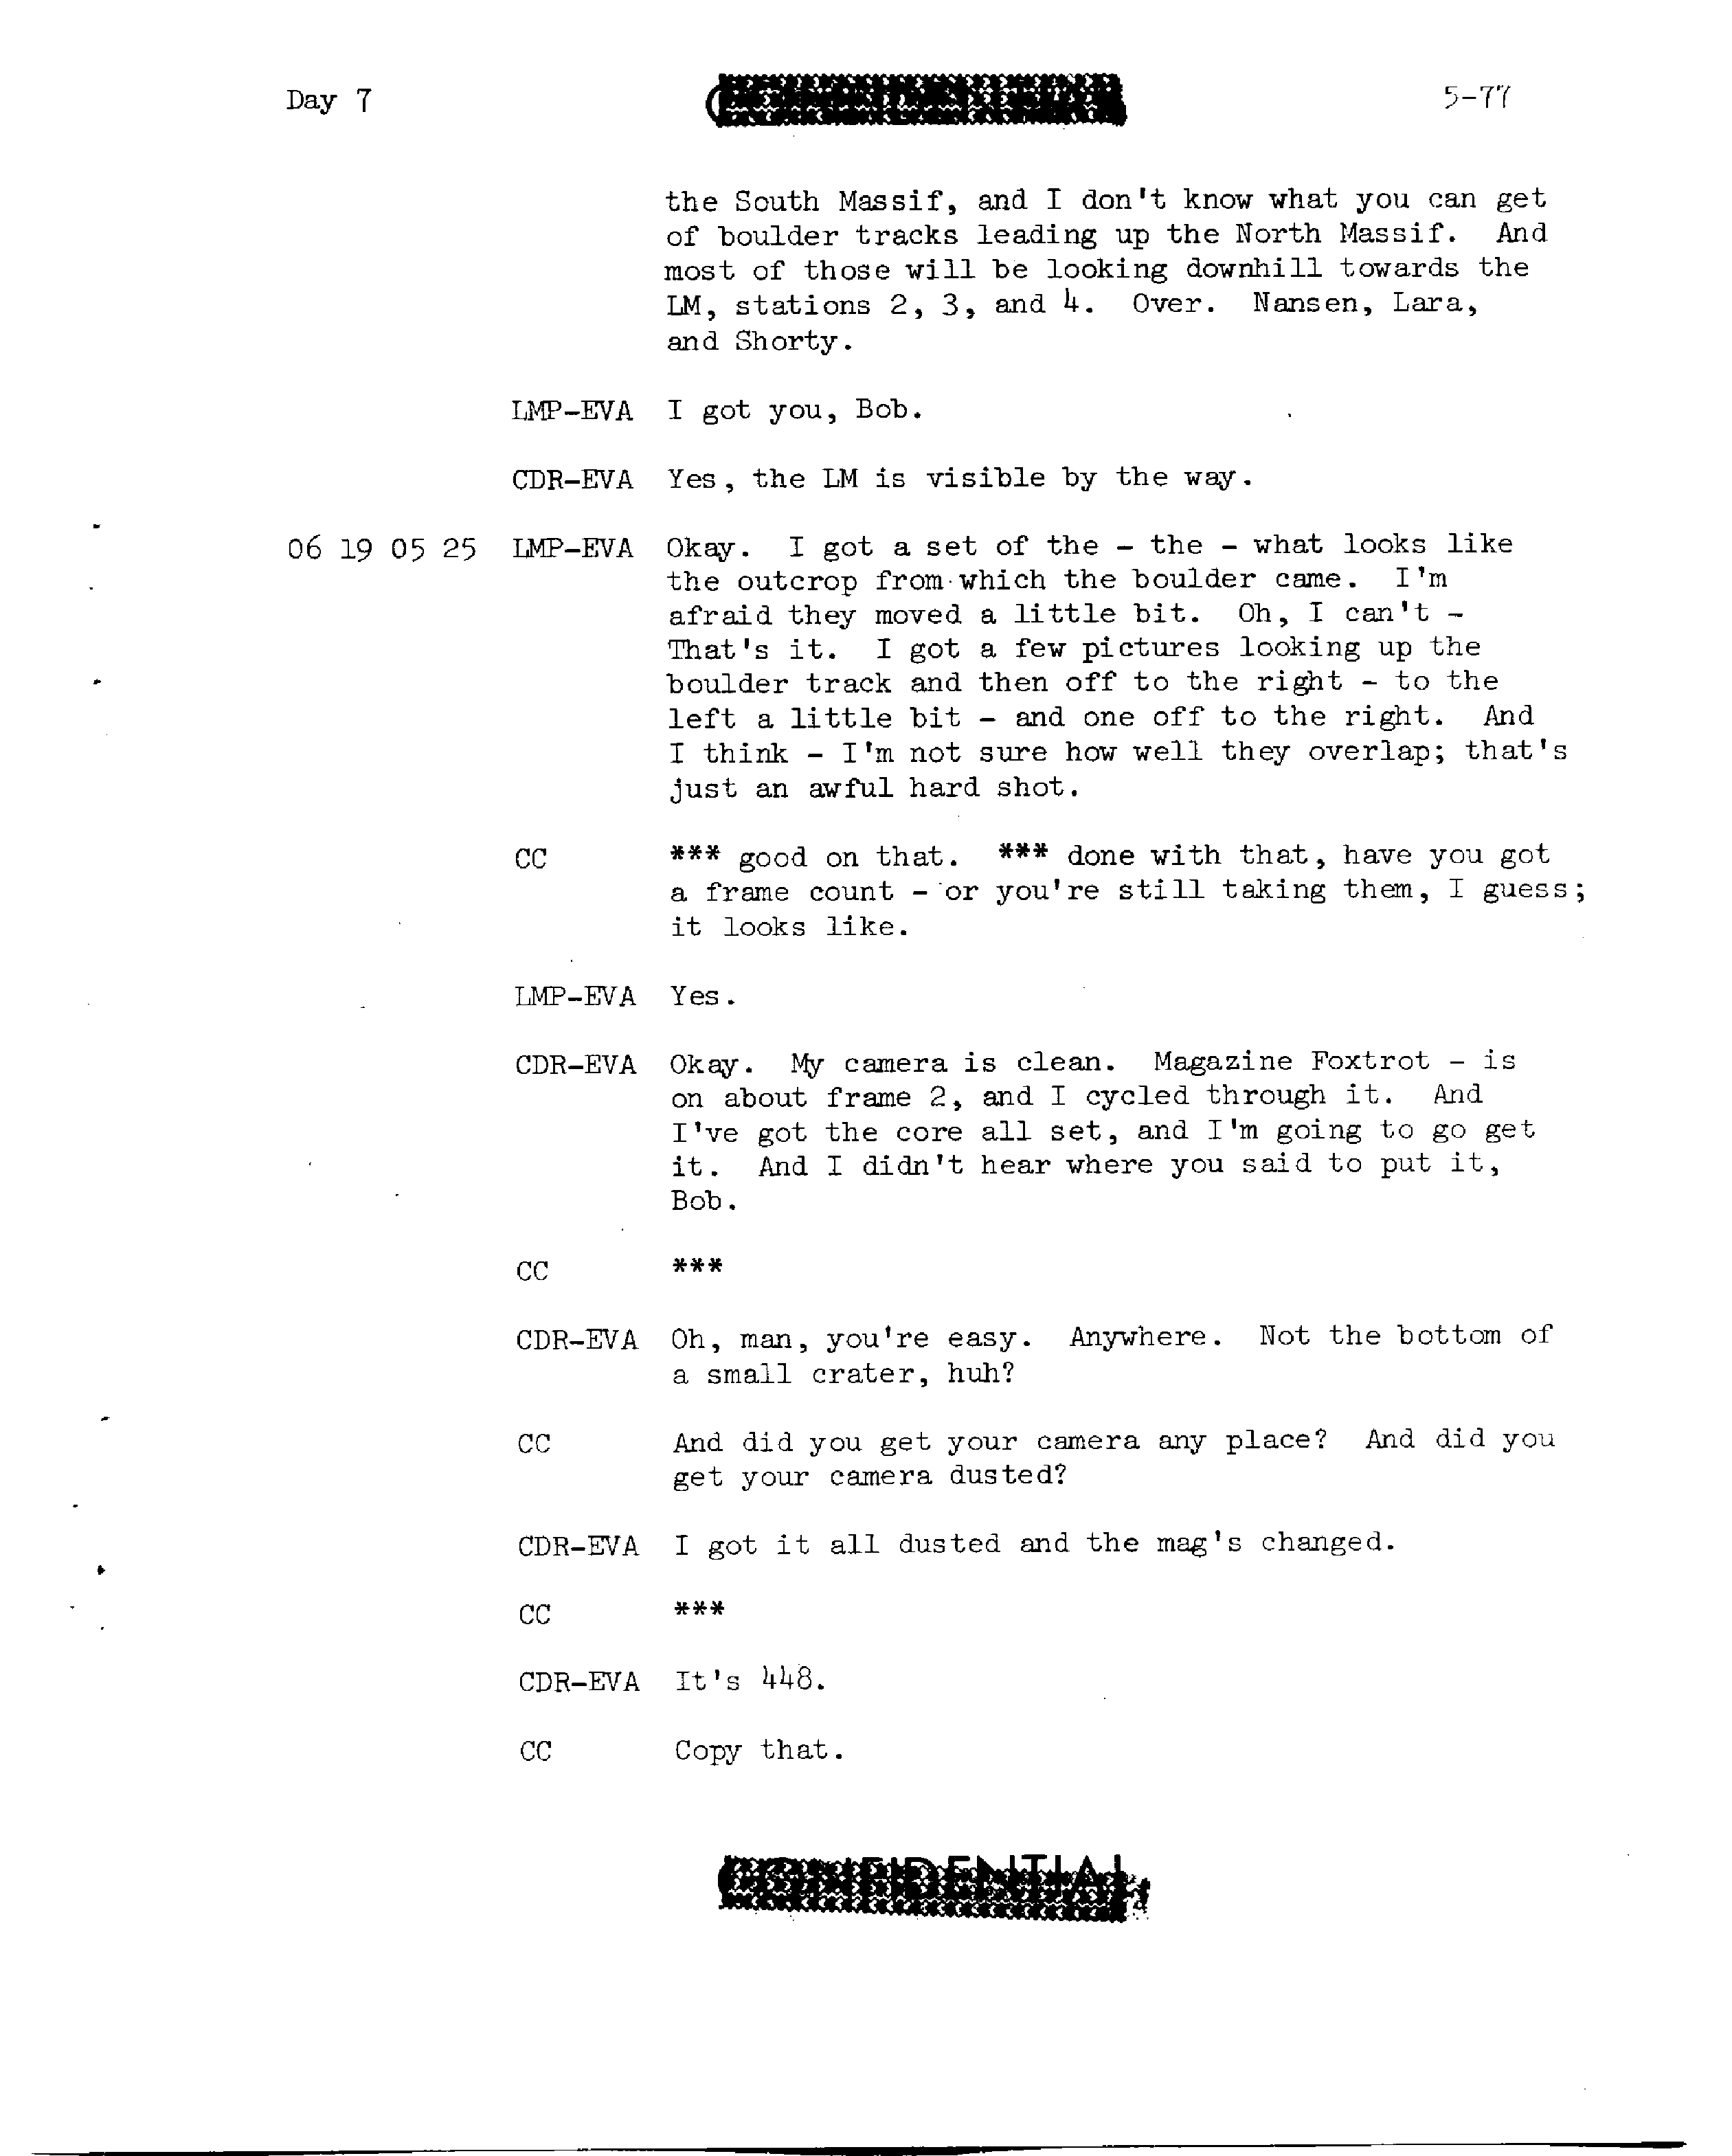 Day 7
5-77
the South Massif, and I don't know what you can get
of boulder tracks leading up the North Massif. And
most of those will be looking downhill towards the
LM, stations 2, 3, and 4. Over. Nansen, Lara,
and Shorty.
LMP-EVA I got you, Bob.
CDR-EVA Yes, the LM is visible by the way.
06 19 05 25 LMP-EVA Okay. I got a set of the - the - what looks like
the outcrop from which the boulder came. I'm
afraid they moved a little bit. Oh, I can't -
That's it. I got a few pictures looking up the
boulder track and then off to the right - to the
left a little bit - and one off to the right. And
I think - I'm not sure how well they overlap; that's
just an awful hard shot.
CC *** good on that. *** done with that, have you got
a frame count - or you're still taking them, I guess;
it looks like.
LMP-EVA Yes.
CDR-EVA Okay. My camera is clean. Magazine Foxtrot - is
on about frame 2, and I cycled through it. And
I've got the core all set, and I'm going to go get
it. And I didn't hear where you said to put it,
Bob.
CC ***
CDR-EVA Oh, man, you're easy. Anywhere. Not the bottom of
a small crater, huh?
CC And did you get your camera any place? And did you
get your camera dusted?
CDR-EVA I got it all dusted and the mag's changed.
CC ***
CDR-EVA It's 448.
CC Copy that.
CONFIDENTIAL